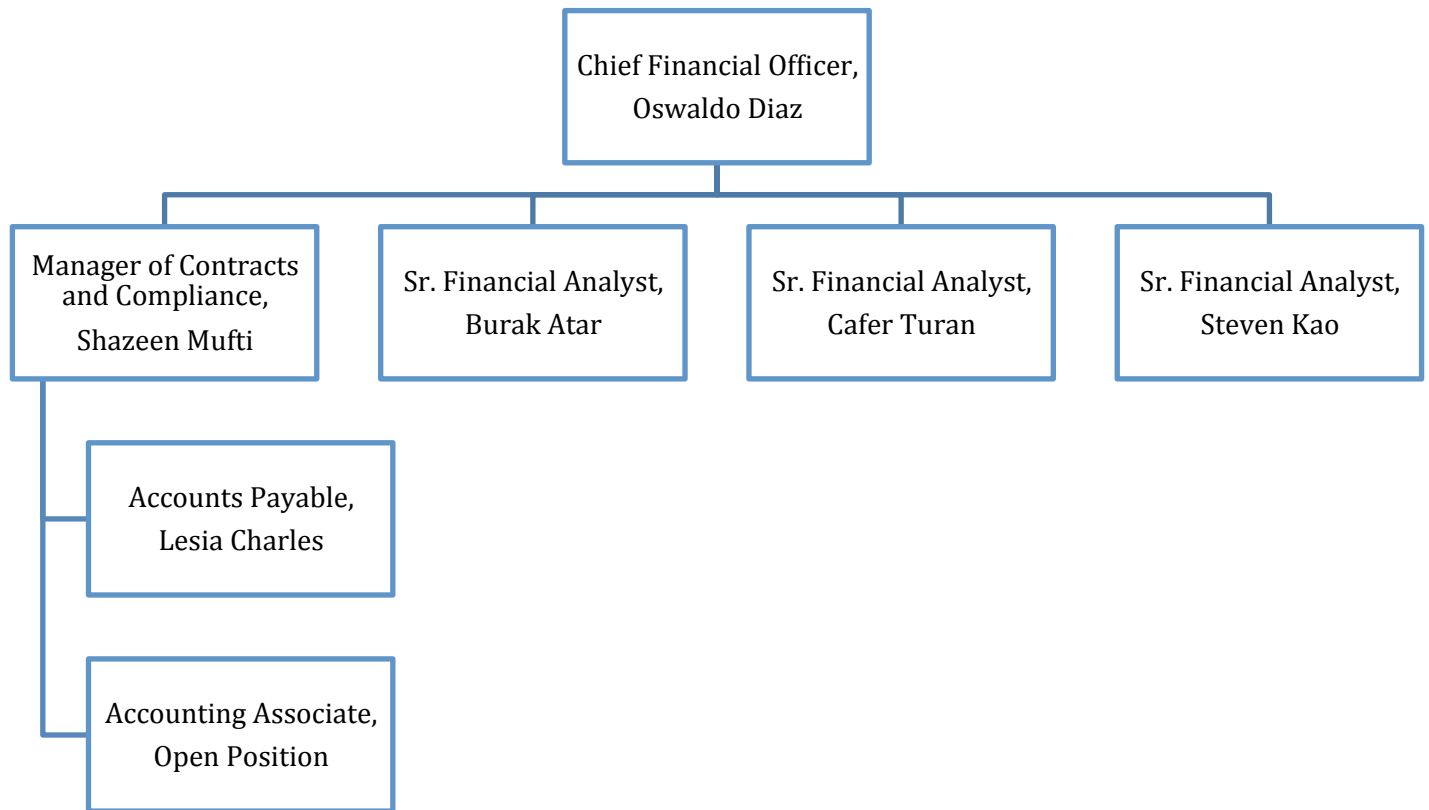 Chief Financial Officer,
Oswaldo Diaz
Manager of Contracts
and Compliance,
Shazeen Mufti
Sr. Financial Analyst,
Burak Atar
Sr. Financial Analyst,
Cafer Turan
Sr. Financial Analyst,
Steven Kao
Accounts Payable,
Lesia Charles
Accounting Associate,
Open Position